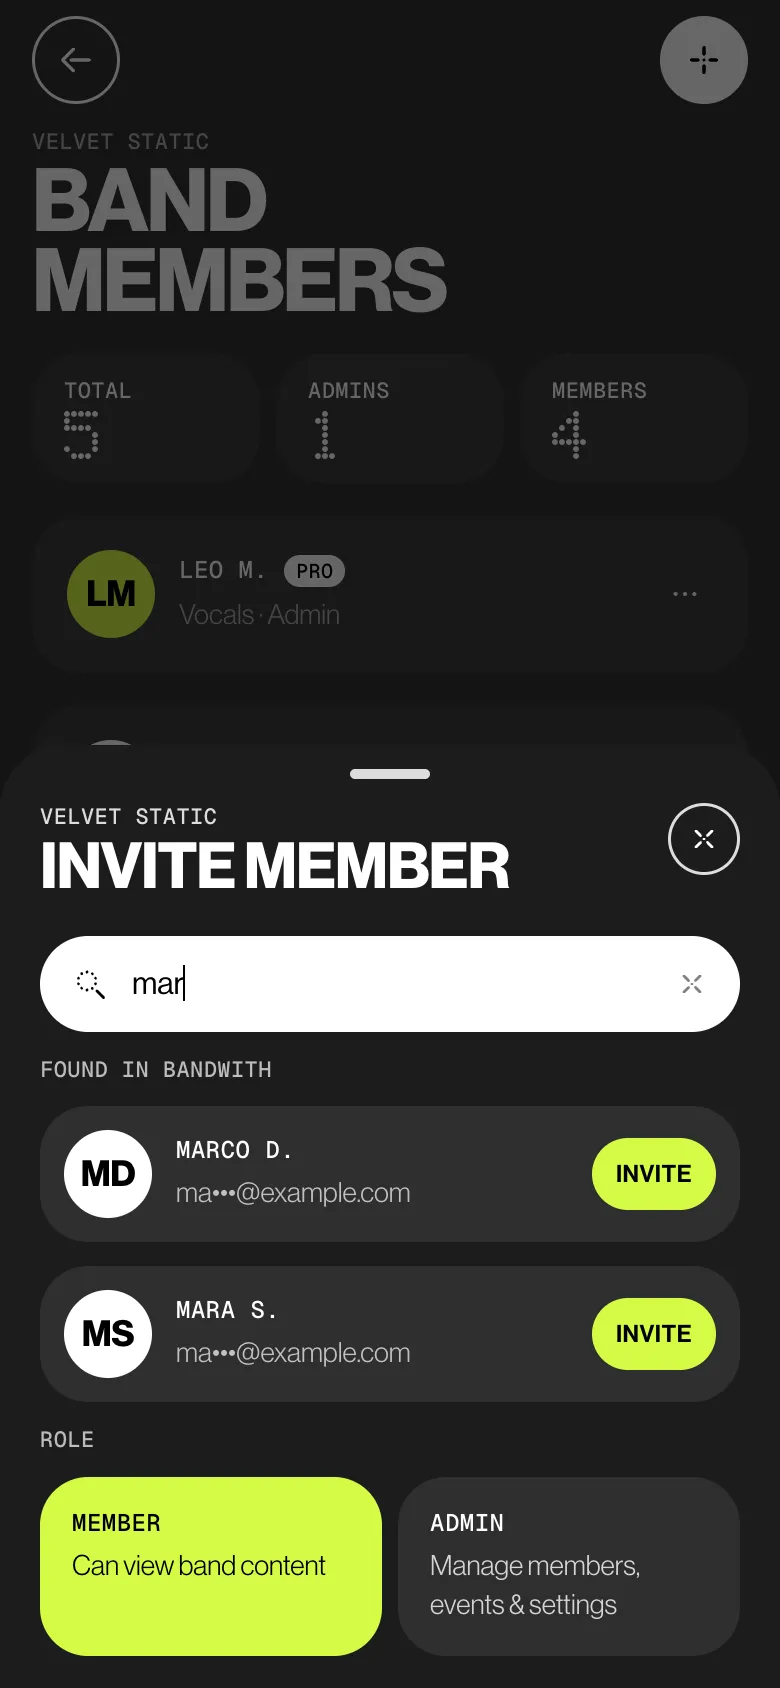 VELVET STATIC
BAND
MEMBERS
TOTAL
5
ADMINS
1
MEMBERS
4
LM
LEO M. PRO
Vocals · Admin
VELVET STATIC
INVITE MEMBER
mar
FOUND IN BANDWITH
MD
MARCO D.
ma•••@example.com
INVITE
MS
MARA S.
ma•••@example.com
INVITE
ROLE
MEMBER
Can view band content
ADMIN
Manage members,
events & settings